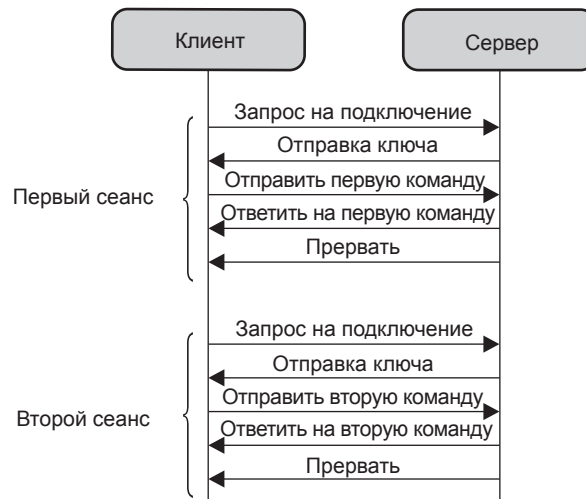 Клиент
Сервер
Запрос на подключение
Отправка ключа
Отправить первую команду
Первый сеанс
Ответить на первую команду
Прервать
Запрос на подключение
Отправка ключа
Отправить вторую команду
Второй сеанс
Ответить на вторую команду
Прервать